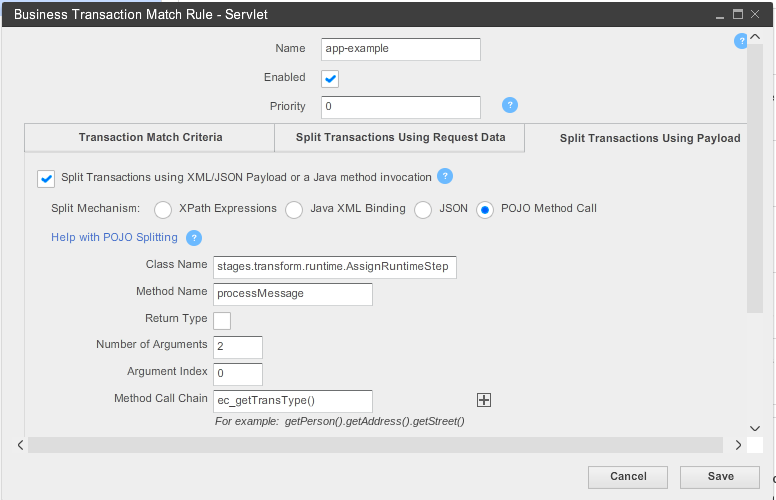 Business Transaction Match Rule - Servlet
Name app-example
Enabled
Priority 0
Transaction Match Criteria Split Transactions Using Request Data Split Transactions Using Payload
Split Transactions using XML/JSON Payload or a Java method invocation
Split Mechanism: XPath Expressions Java XML Binding JSON POJO Method Call
Help with POJO Splitting
Class Name stages.transform.runtime.AssignRuntimeStep
Method Name processMessage
Return Type
Number of Arguments 2
Argument Index 0
Method Call Chain ec_getTransType()
For example: getPerson().getAddress().getStreet()
Cancel Save